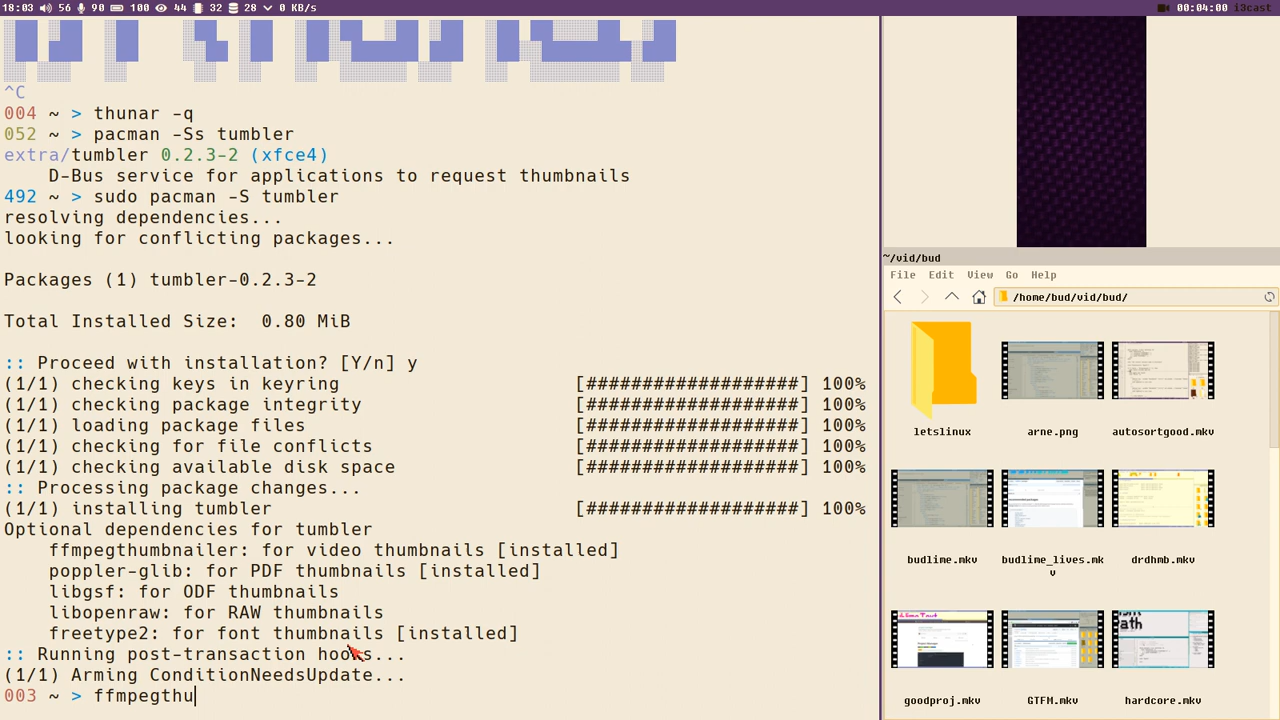 18:03 56 90 100 44 32 28 0 KB/s
00:04:00 i3cast
^C
004 ~ > thunar -q
052 ~ > pacman -Ss tumbler
extra/tumbler 0.2.3-2 (xfce4)
D-Bus service for applications to request thumbnails
492 ~ > sudo pacman -S tumbler
resolving dependencies...
looking for conflicting packages...
Packages (1) tumbler-0.2.3-2
Total Installed Size: 0.80 MiB
:: Proceed with installation? [Y/n] y
(1/1) checking keys in keyring [###################] 100%
(1/1) checking package integrity [###################] 100%
(1/1) loading package files [###################] 100%
(1/1) checking for file conflicts [###################] 100%
(1/1) checking available disk space [###################] 100%
:: Processing package changes...
(1/1) installing tumbler [###################] 100%
Optional dependencies for tumbler
ffmpegthumbnailer: for video thumbnails [installed]
poppler-glib: for PDF thumbnails [installed]
libgsf: for ODF thumbnails
libopenraw: for RAW thumbnails
freetype2: for font thumbnails [installed]
:: Running post-transaction hooks...
(1/1) Arming ConditionNeedsUpdate...
003 ~ > ffmpegthu
~/vid/bud
File Edit View Go Help
/home/bud/vid/bud/
letslinux arne.png autosortgood.mkv
budlime.mkv budlime_lives.mk
v
drdhmb.mkv
goodproj.mkv GTFM.mkv hardcore.mkv